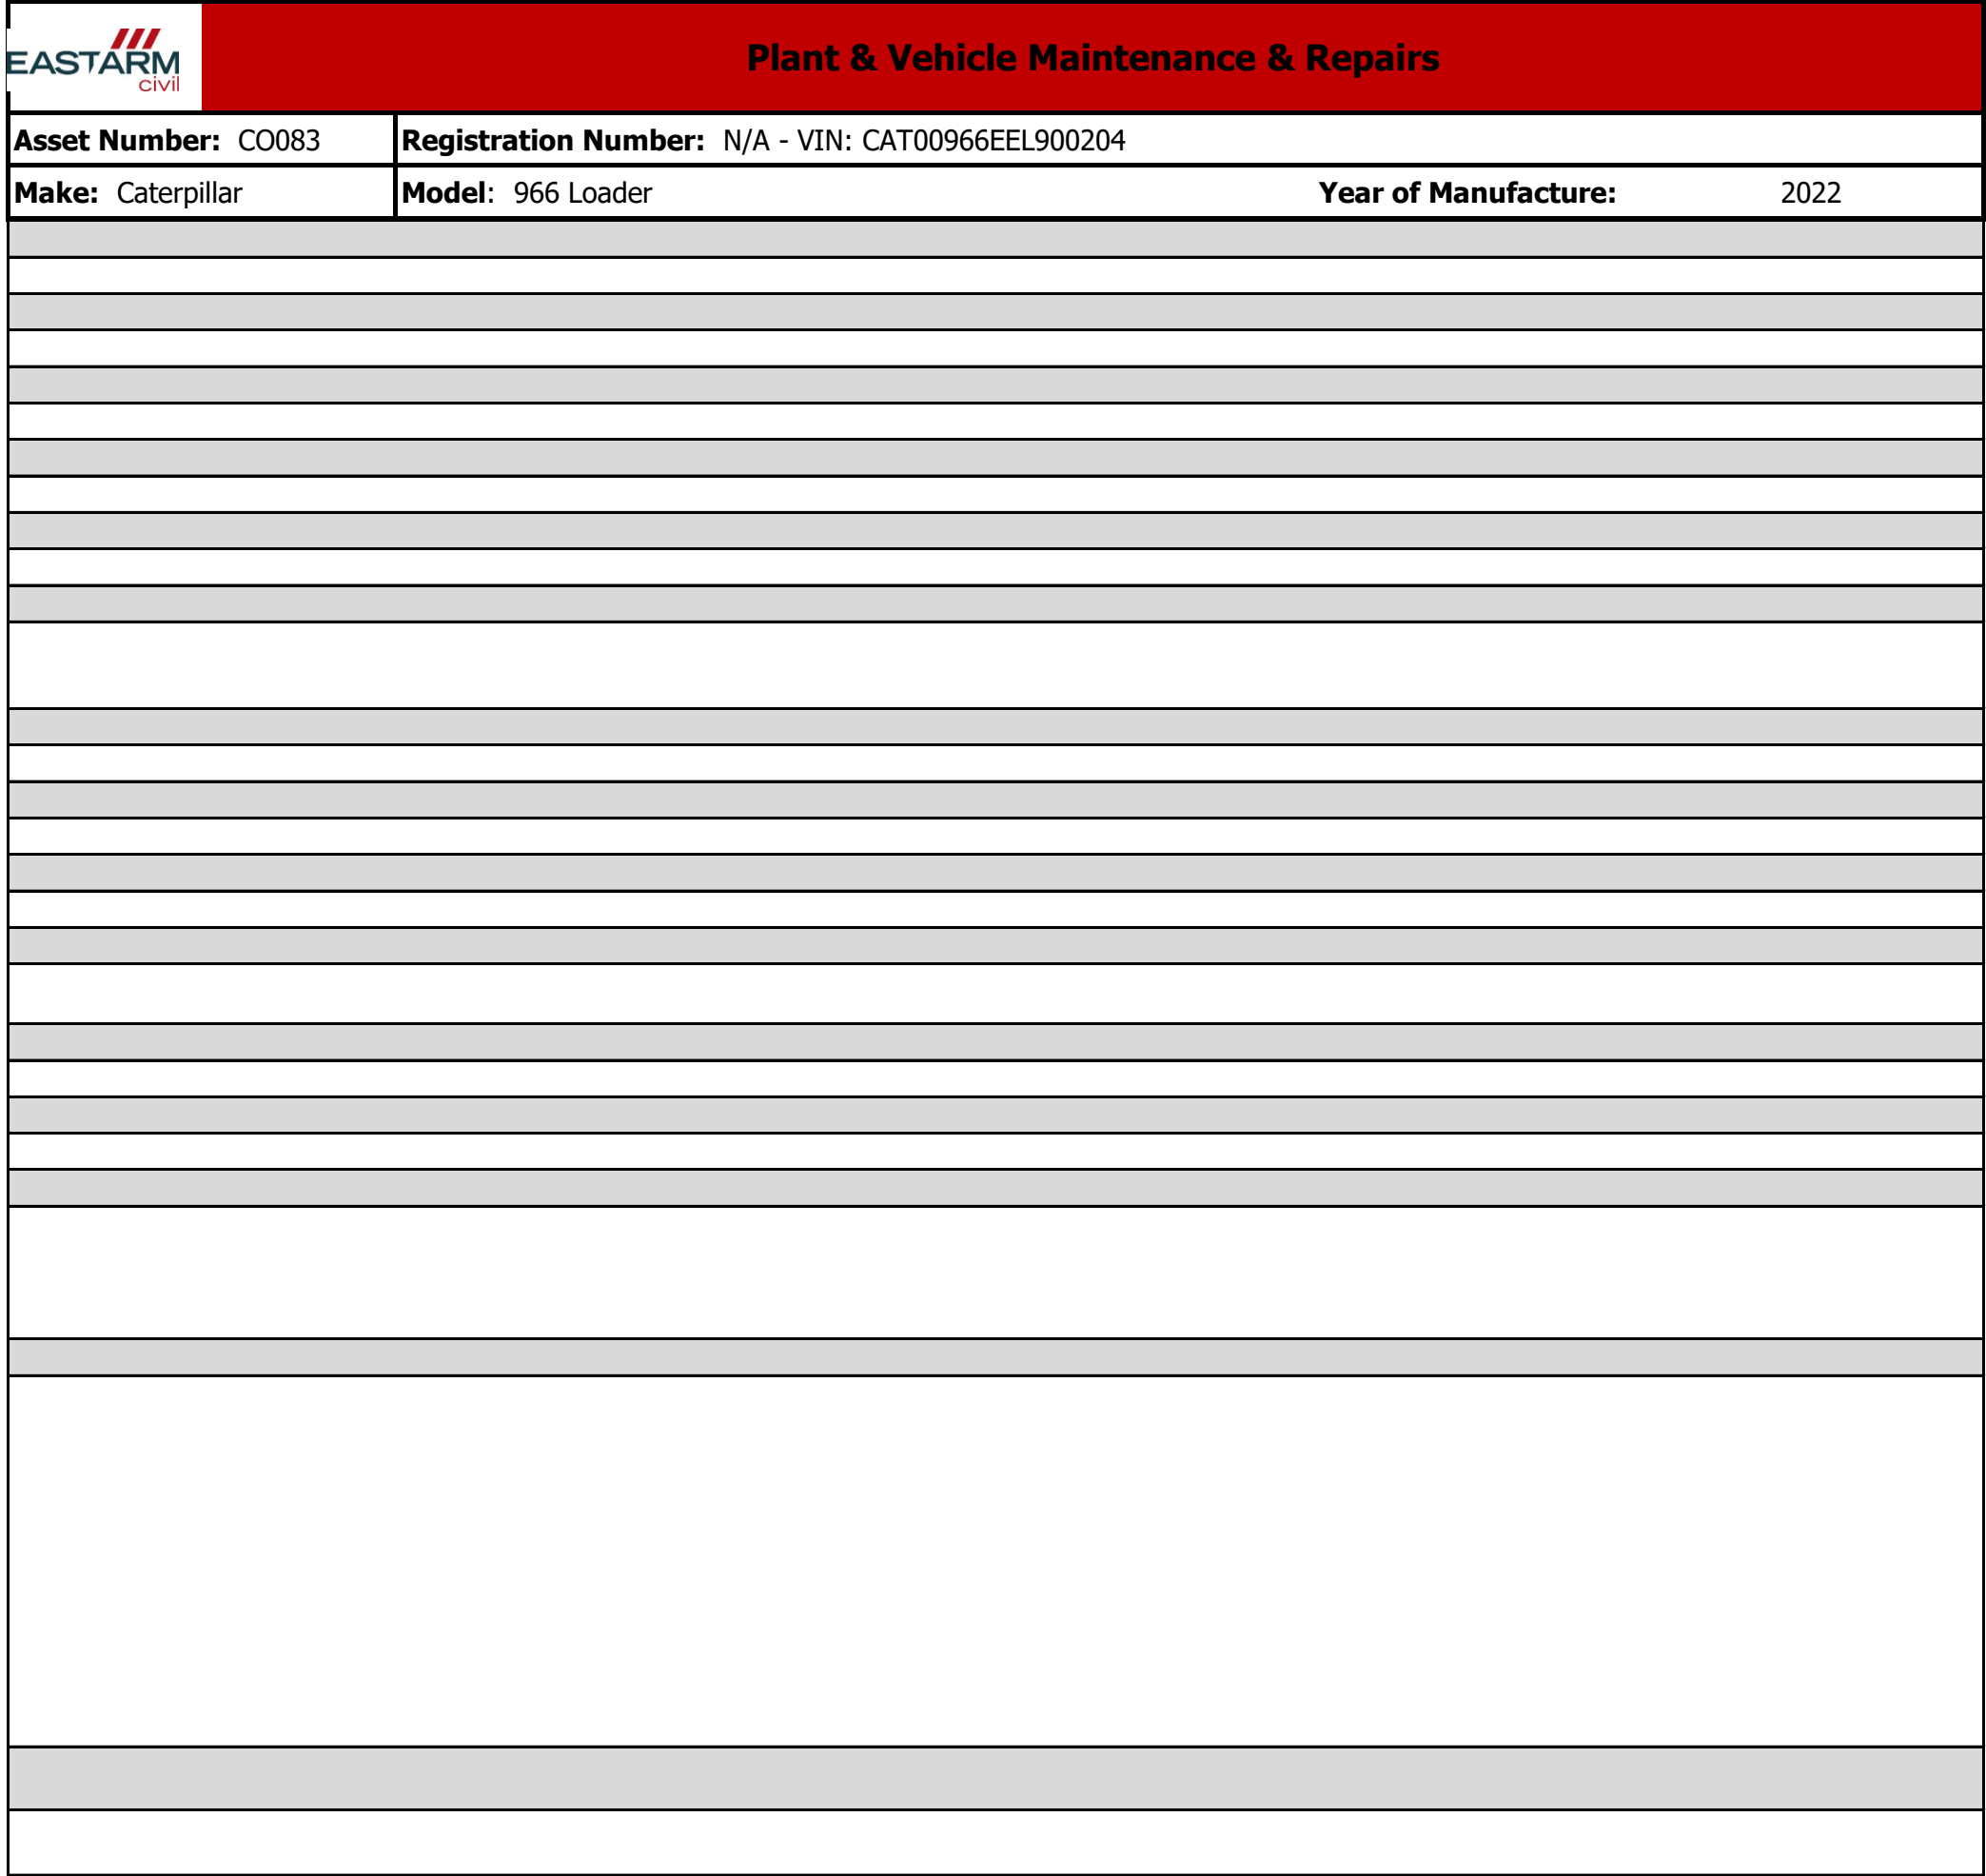 EASTARM
civil
Plant & Vehicle Maintenance & Repairs
Asset Number: CO083 Registration Number: N/A - VIN: CAT00966EEL900204
Make: Caterpillar Model: 966 Loader Year of Manufacture: 2022